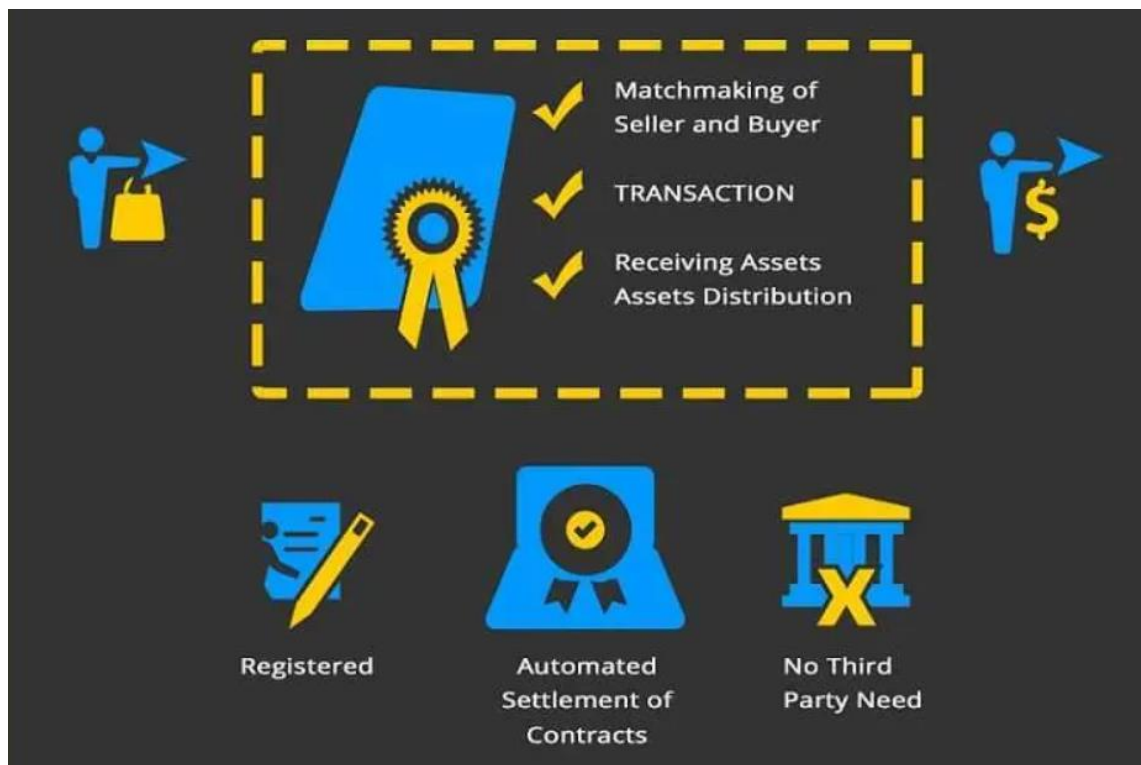 Matchmaking of
Seller and Buyer
TRANSACTION
Receiving Assets
Assets Distribution
Registered
Automated
Settlement of
Contracts
No Third
Party Need